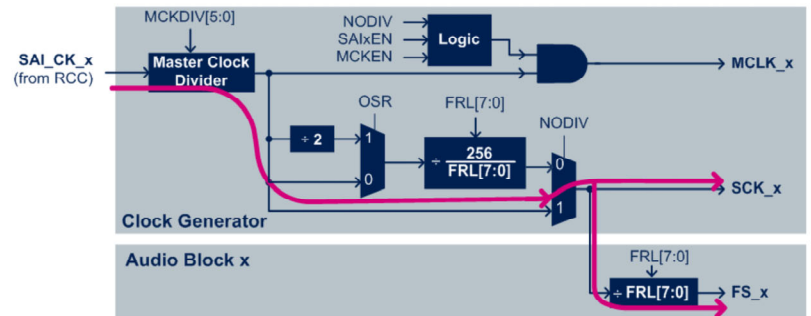 MCKDIV[5:0]
SAI_CK_x
(from RCC)
Master Clock
Divider
NODIV
SAIxEN
MCKEN
Logic
MCLK_x
OSR
FRL[7:0]
NODIV
÷ 2
1
0
÷ 256
FRL[7:0]
0
1
SCK_x
Clock Generator
Audio Block x
FRL[7:0]
÷ FRL[7:0]
FS_x